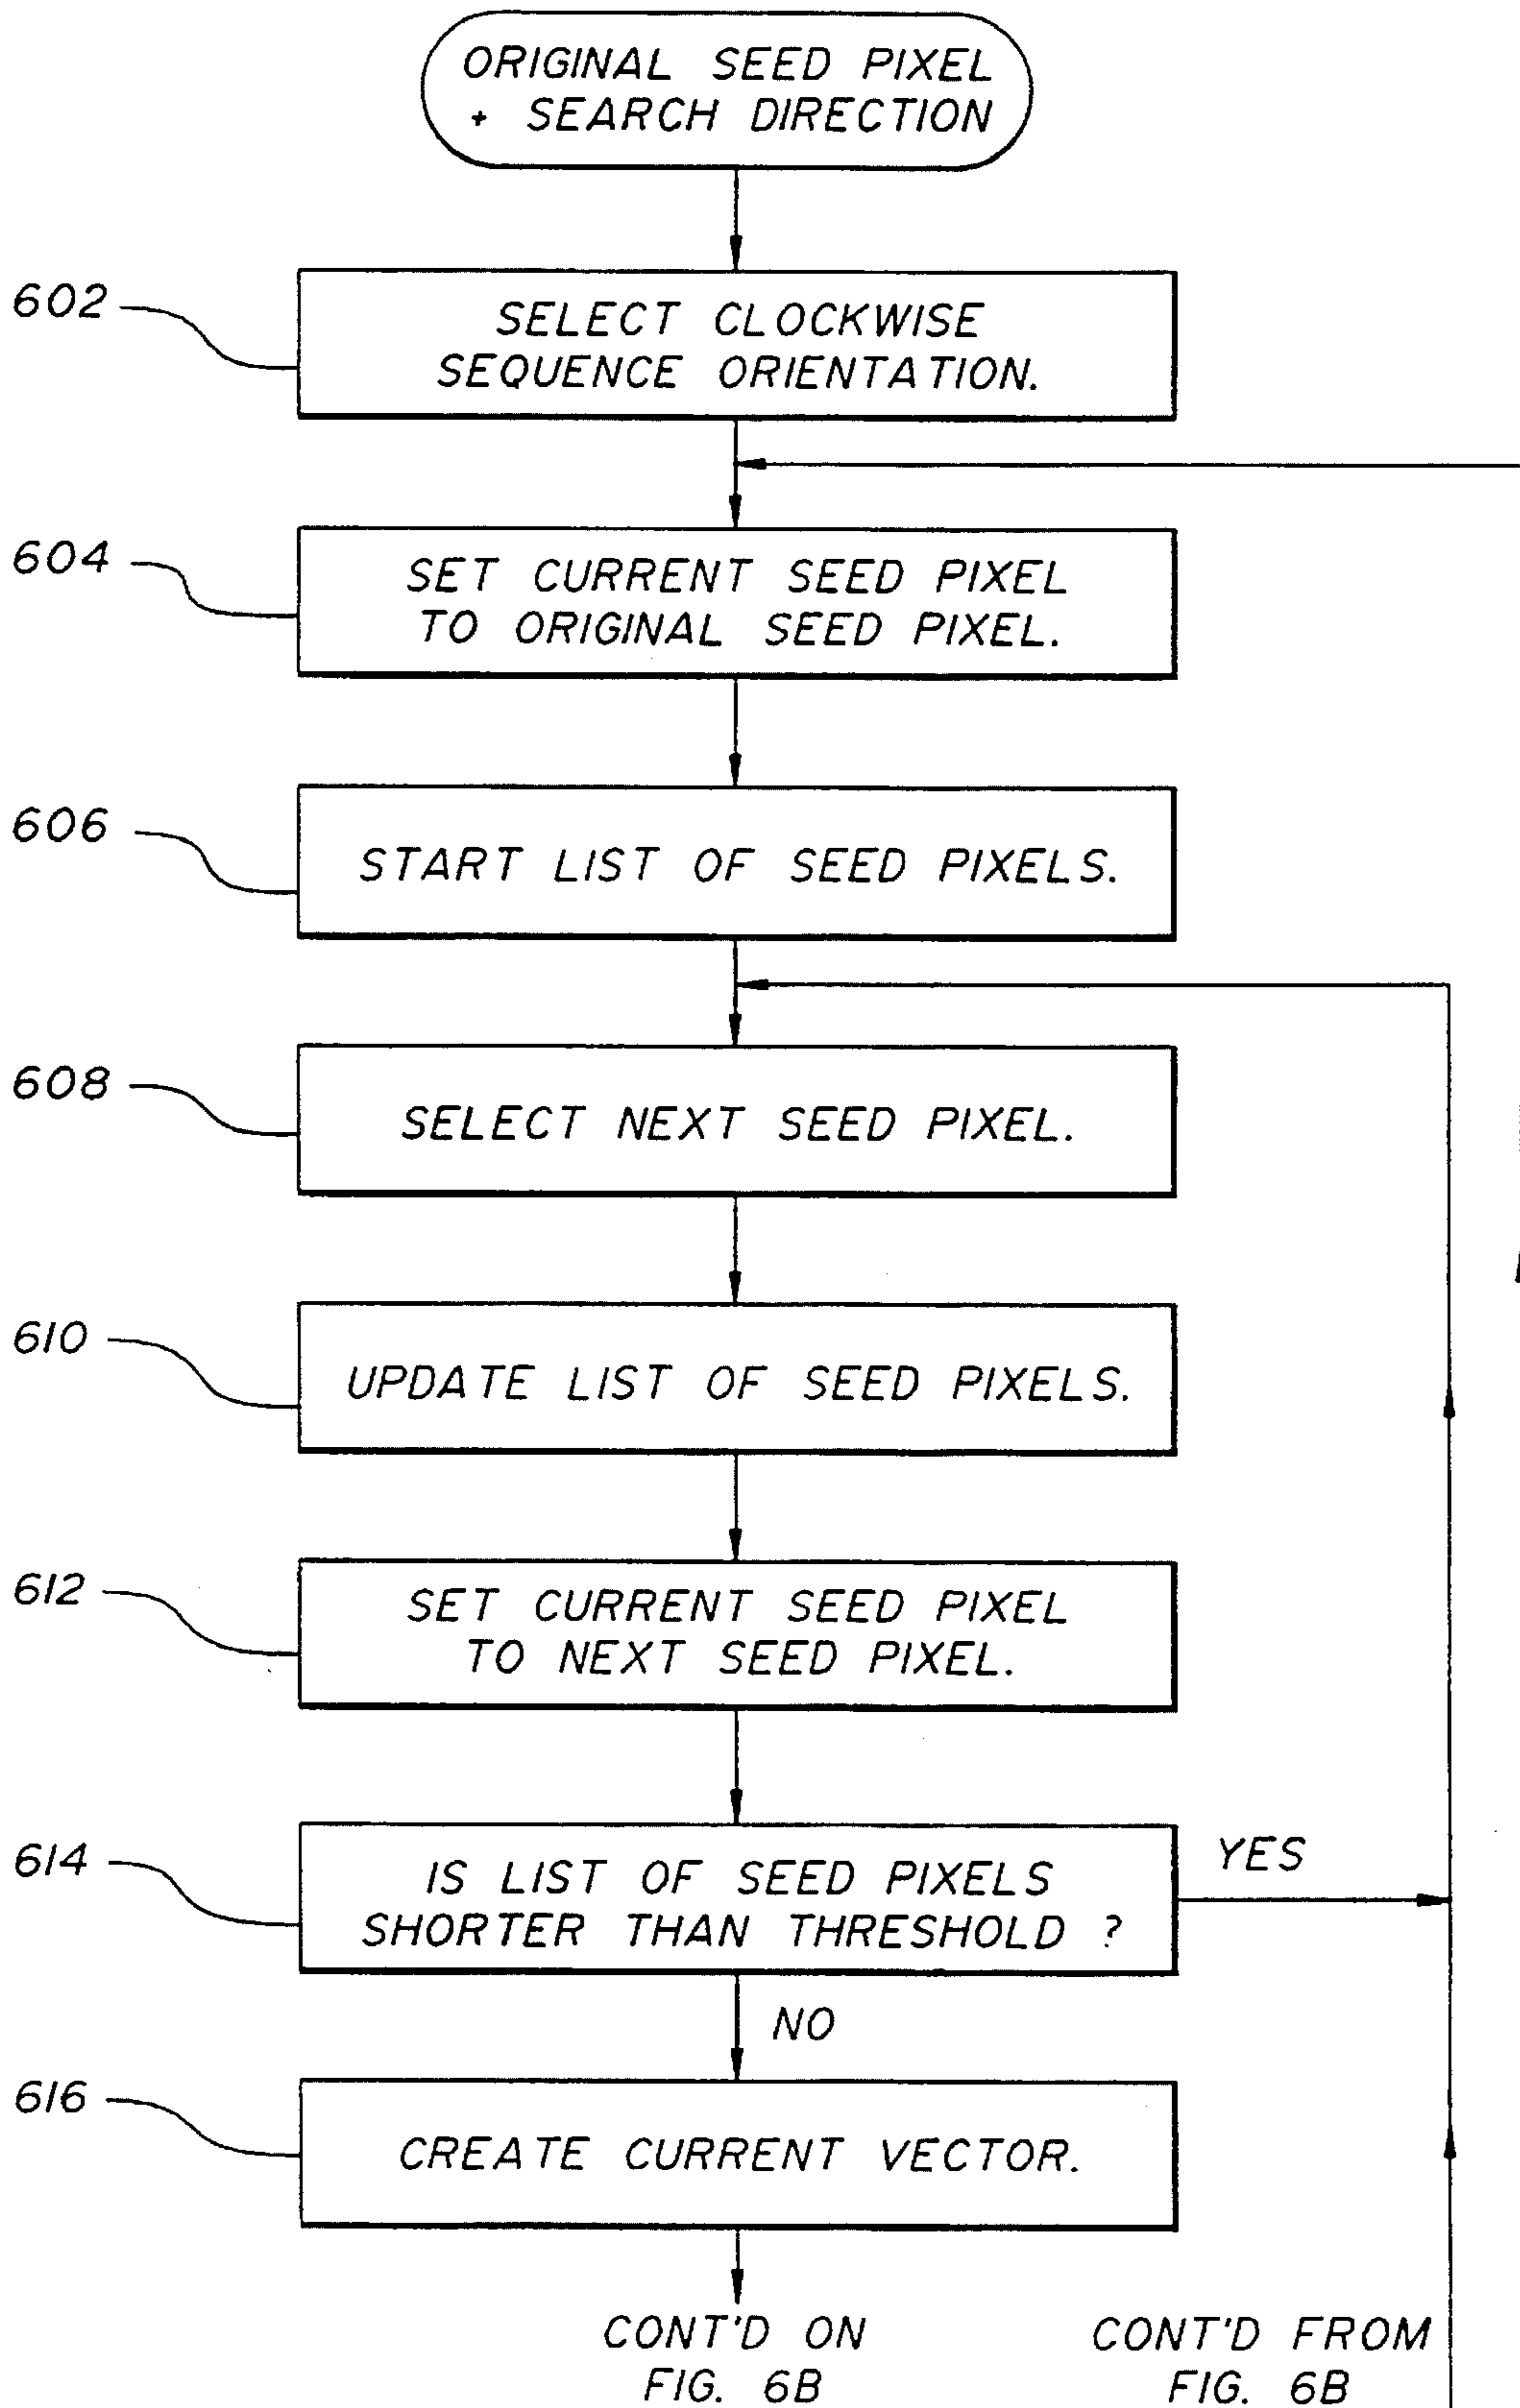 ORIGINAL SEED PIXEL
+ SEARCH DIRECTION
602
SELECT CLOCKWISE
SEQUENCE ORIENTATION.
604
SET CURRENT SEED PIXEL
TO ORIGINAL SEED PIXEL.
606
START LIST OF SEED PIXELS.
608
SELECT NEXT SEED PIXEL.
610
UPDATE LIST OF SEED PIXELS.
612
SET CURRENT SEED PIXEL
TO NEXT SEED PIXEL.
614
IS LIST OF SEED PIXELS
SHORTER THAN THRESHOLD ?
YES
NO
616
CREATE CURRENT VECTOR.
CONT'D ON
FIG. 6B
CONT'D FROM
FIG. 6B